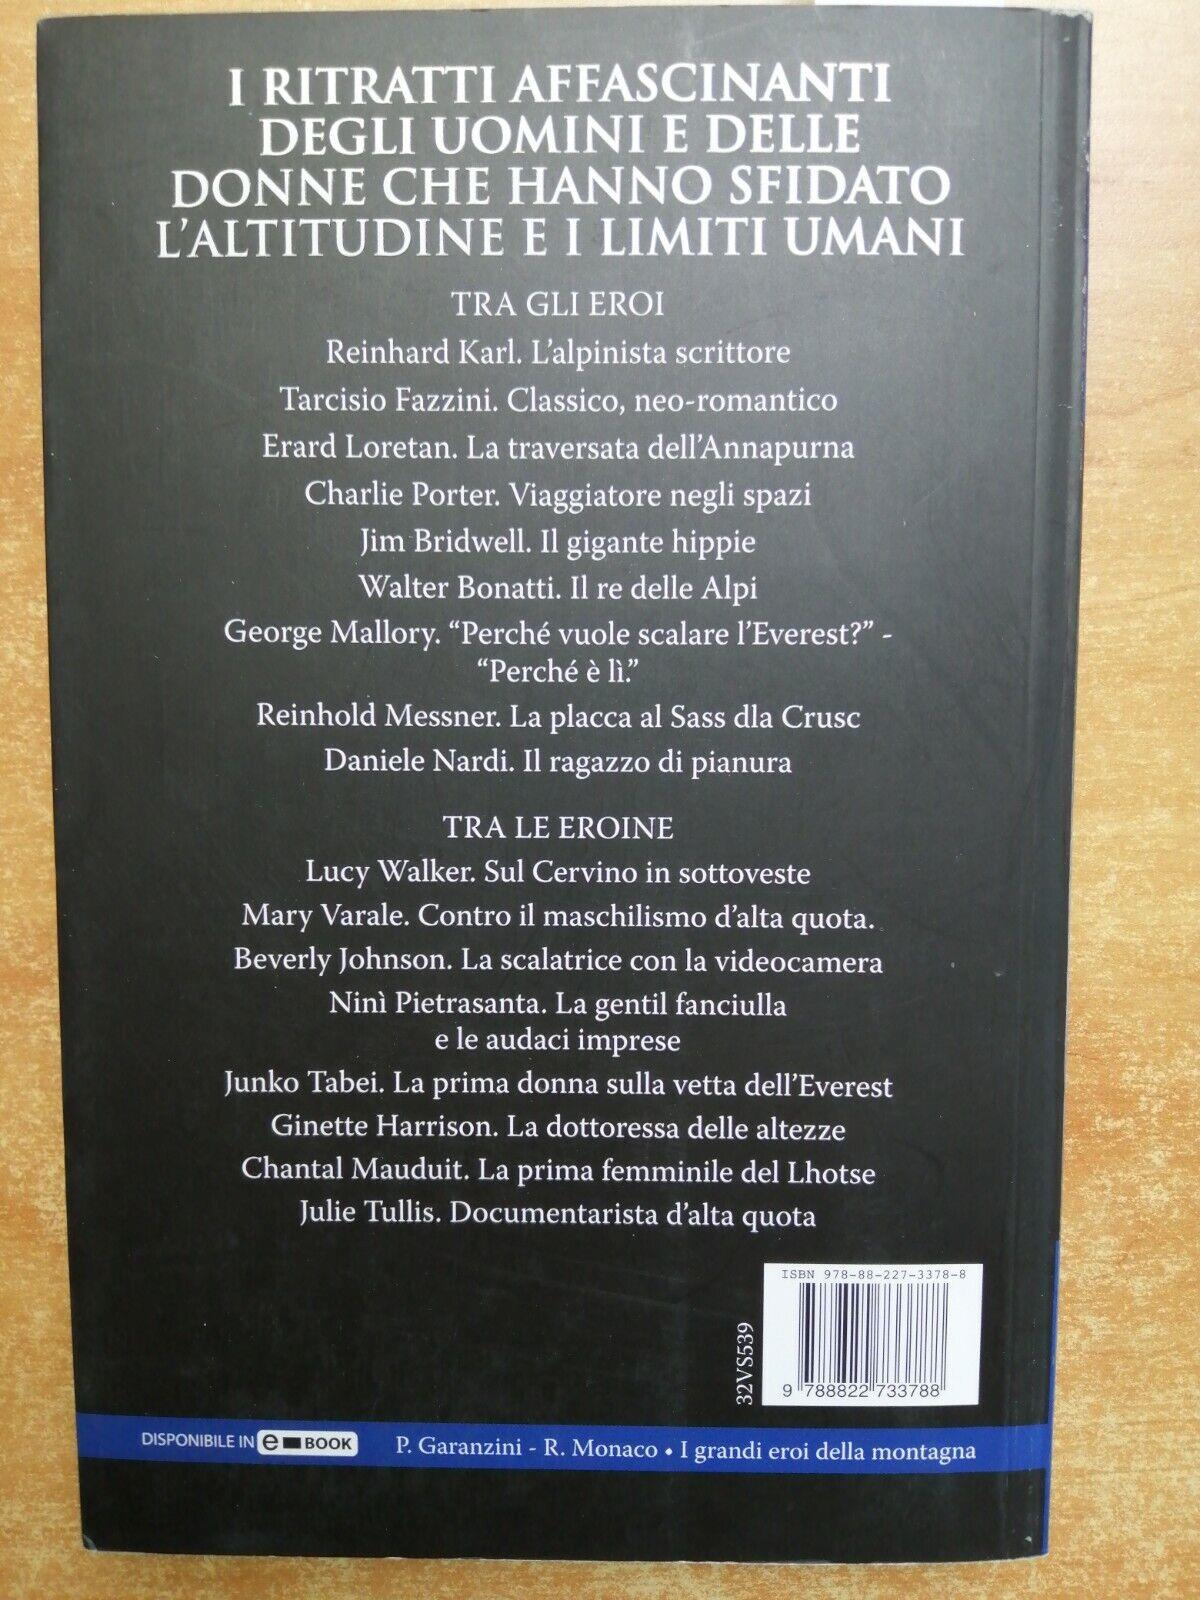 I RITRATTI AFFASCINANTI
DEGLI UOMINI E DELLE
DONNE CHE HANNO SFIDATO
L'ALTITUDINE E I LIMITI UMANI
TRA GLI EROI
Reinhard Karl. L'alpinista scrittore
Tarcisio Fazzini. Classico, neo-romantico
Erard Loretan. La traversata dell'Annapurna
Charlie Porter. Viaggiatore negli spazi
Jim Bridwell. Il gigante hippie
Walter Bonatti. Il re delle Alpi
George Mallory. “Perché vuole scalare l'Everest?” -
“Perché è lì.”
Reinhold Messner. La placca al Sass dla Crusc
Daniele Nardi. Il ragazzo di pianura
TRA LE EROINE
Lucy Walker. Sul Cervino in sottoveste
Mary Varale. Contro il maschilismo d'alta quota.
Beverly Johnson. La scalatrice con la videocamera
Ninì Pietrasanta. La gentil fanciulla
e le audaci imprese
Junko Tabei. La prima donna sulla vetta dell'Everest
Ginette Harrison. La dottoressa delle altezze
Chantal Mauduit. La prima femminile del Lhotse
Julie Tullis. Documentarista d'alta quota
ISBN 978-88-227-3378-8
32VS539
9 788822 733788
DISPONIBILE IN e BOOK
P. Garanzini - R. Monaco • I grandi eroi della montagna